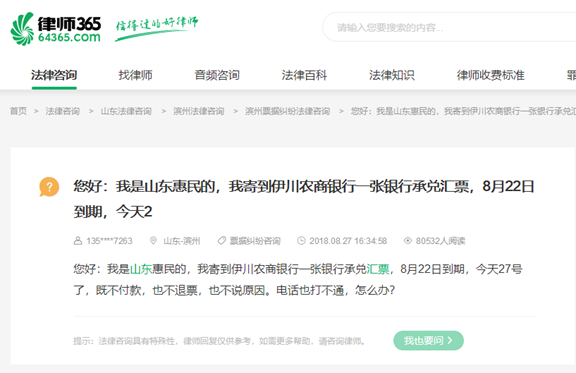 律师365
64365.com
信得过的好律师
请输入您要搜索的内容...
法律咨询 找律师 音频咨询 法律百科 法律知识 律师收费标准 罪
首页 > 法律咨询 > 山东法律咨询 > 滨州法律咨询 > 滨州票据纠纷法律咨询 > 您好：我是山东惠民的，我寄到伊川农商银行一张银行承兑汇
?
您好：我是山东惠民的，我寄到伊川农商银行一张银行承兑汇票，8月22日
到期，今天2
135****7263 山东-滨州 票据纠纷咨询 2018.08.27 16:34:58 80532人阅读
您好：我是山东惠民的，我寄到伊川农商银行一张银行承兑汇票，8月22日到期，今天27号
了，既不付款，也不退票，也不说原因。电话也打不通，怎么办？
提示：法律咨询具有特殊性，律师回复仅供参考，如需更多帮助，请咨询律师。 我也要问 >